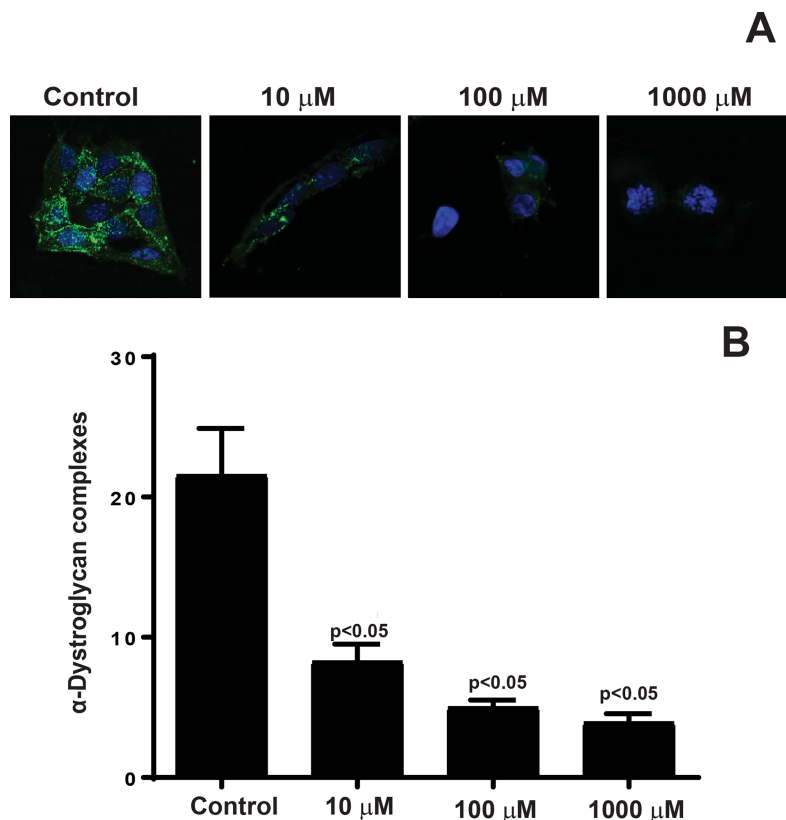 A
Control 10 μM 100 μM 1000 μM
B
30
20
10
0
α-Dystroglycan complexes
p<0.05
p<0.05
p<0.05
Control 10 μM 100 μM 1000 μM